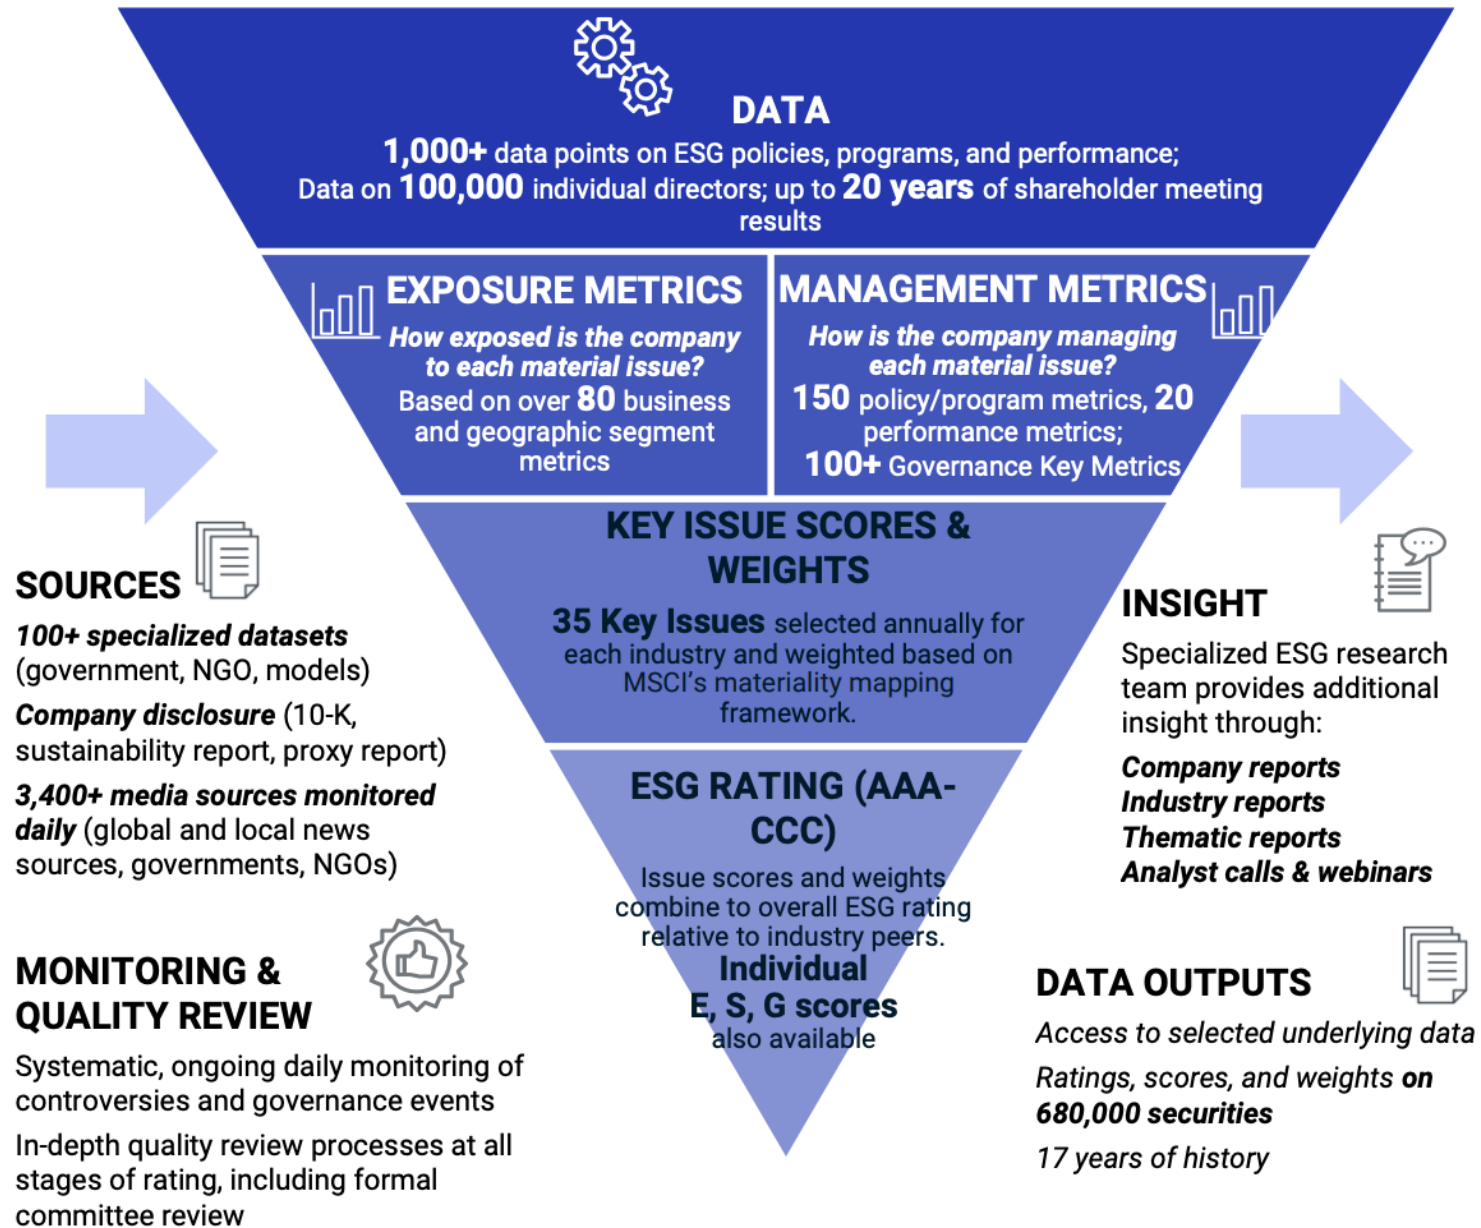 DATA
1,000+ data points on ESG policies, programs, and performance;
Data on 100,000 individual directors; up to 20 years of shareholder meeting
results
EXPOSURE METRICS
How exposed is the company
to each material issue?
Based on over 80 business
and geographic segment
metrics
MANAGEMENT METRICS
How is the company managing
each material issue?
150 policy/program metrics, 20
performance metrics;
100+ Governance Key Metrics
KEY ISSUE SCORES &
WEIGHTS
35 Key Issues selected annually for
each industry and weighted based on
MSCI’s materiality mapping
framework.
ESG RATING (AAA-
CCC)
Issue scores and weights
combine to overall ESG rating
relative to industry peers.
Individual
E, S, G scores
also available
SOURCES
100+ specialized datasets
(government, NGO, models)
Company disclosure (10-K,
sustainability report, proxy report)
3,400+ media sources monitored
daily (global and local news
sources, governments, NGOs)
MONITORING &
QUALITY REVIEW
Systematic, ongoing daily monitoring of
controversies and governance events
In-depth quality review processes at all
stages of rating, including formal
committee review
INSIGHT
Specialized ESG research
team provides additional
insight through:
Company reports
Industry reports
Thematic reports
Analyst calls & webinars
DATA OUTPUTS
Access to selected underlying data
Ratings, scores, and weights on
680,000 securities
17 years of history